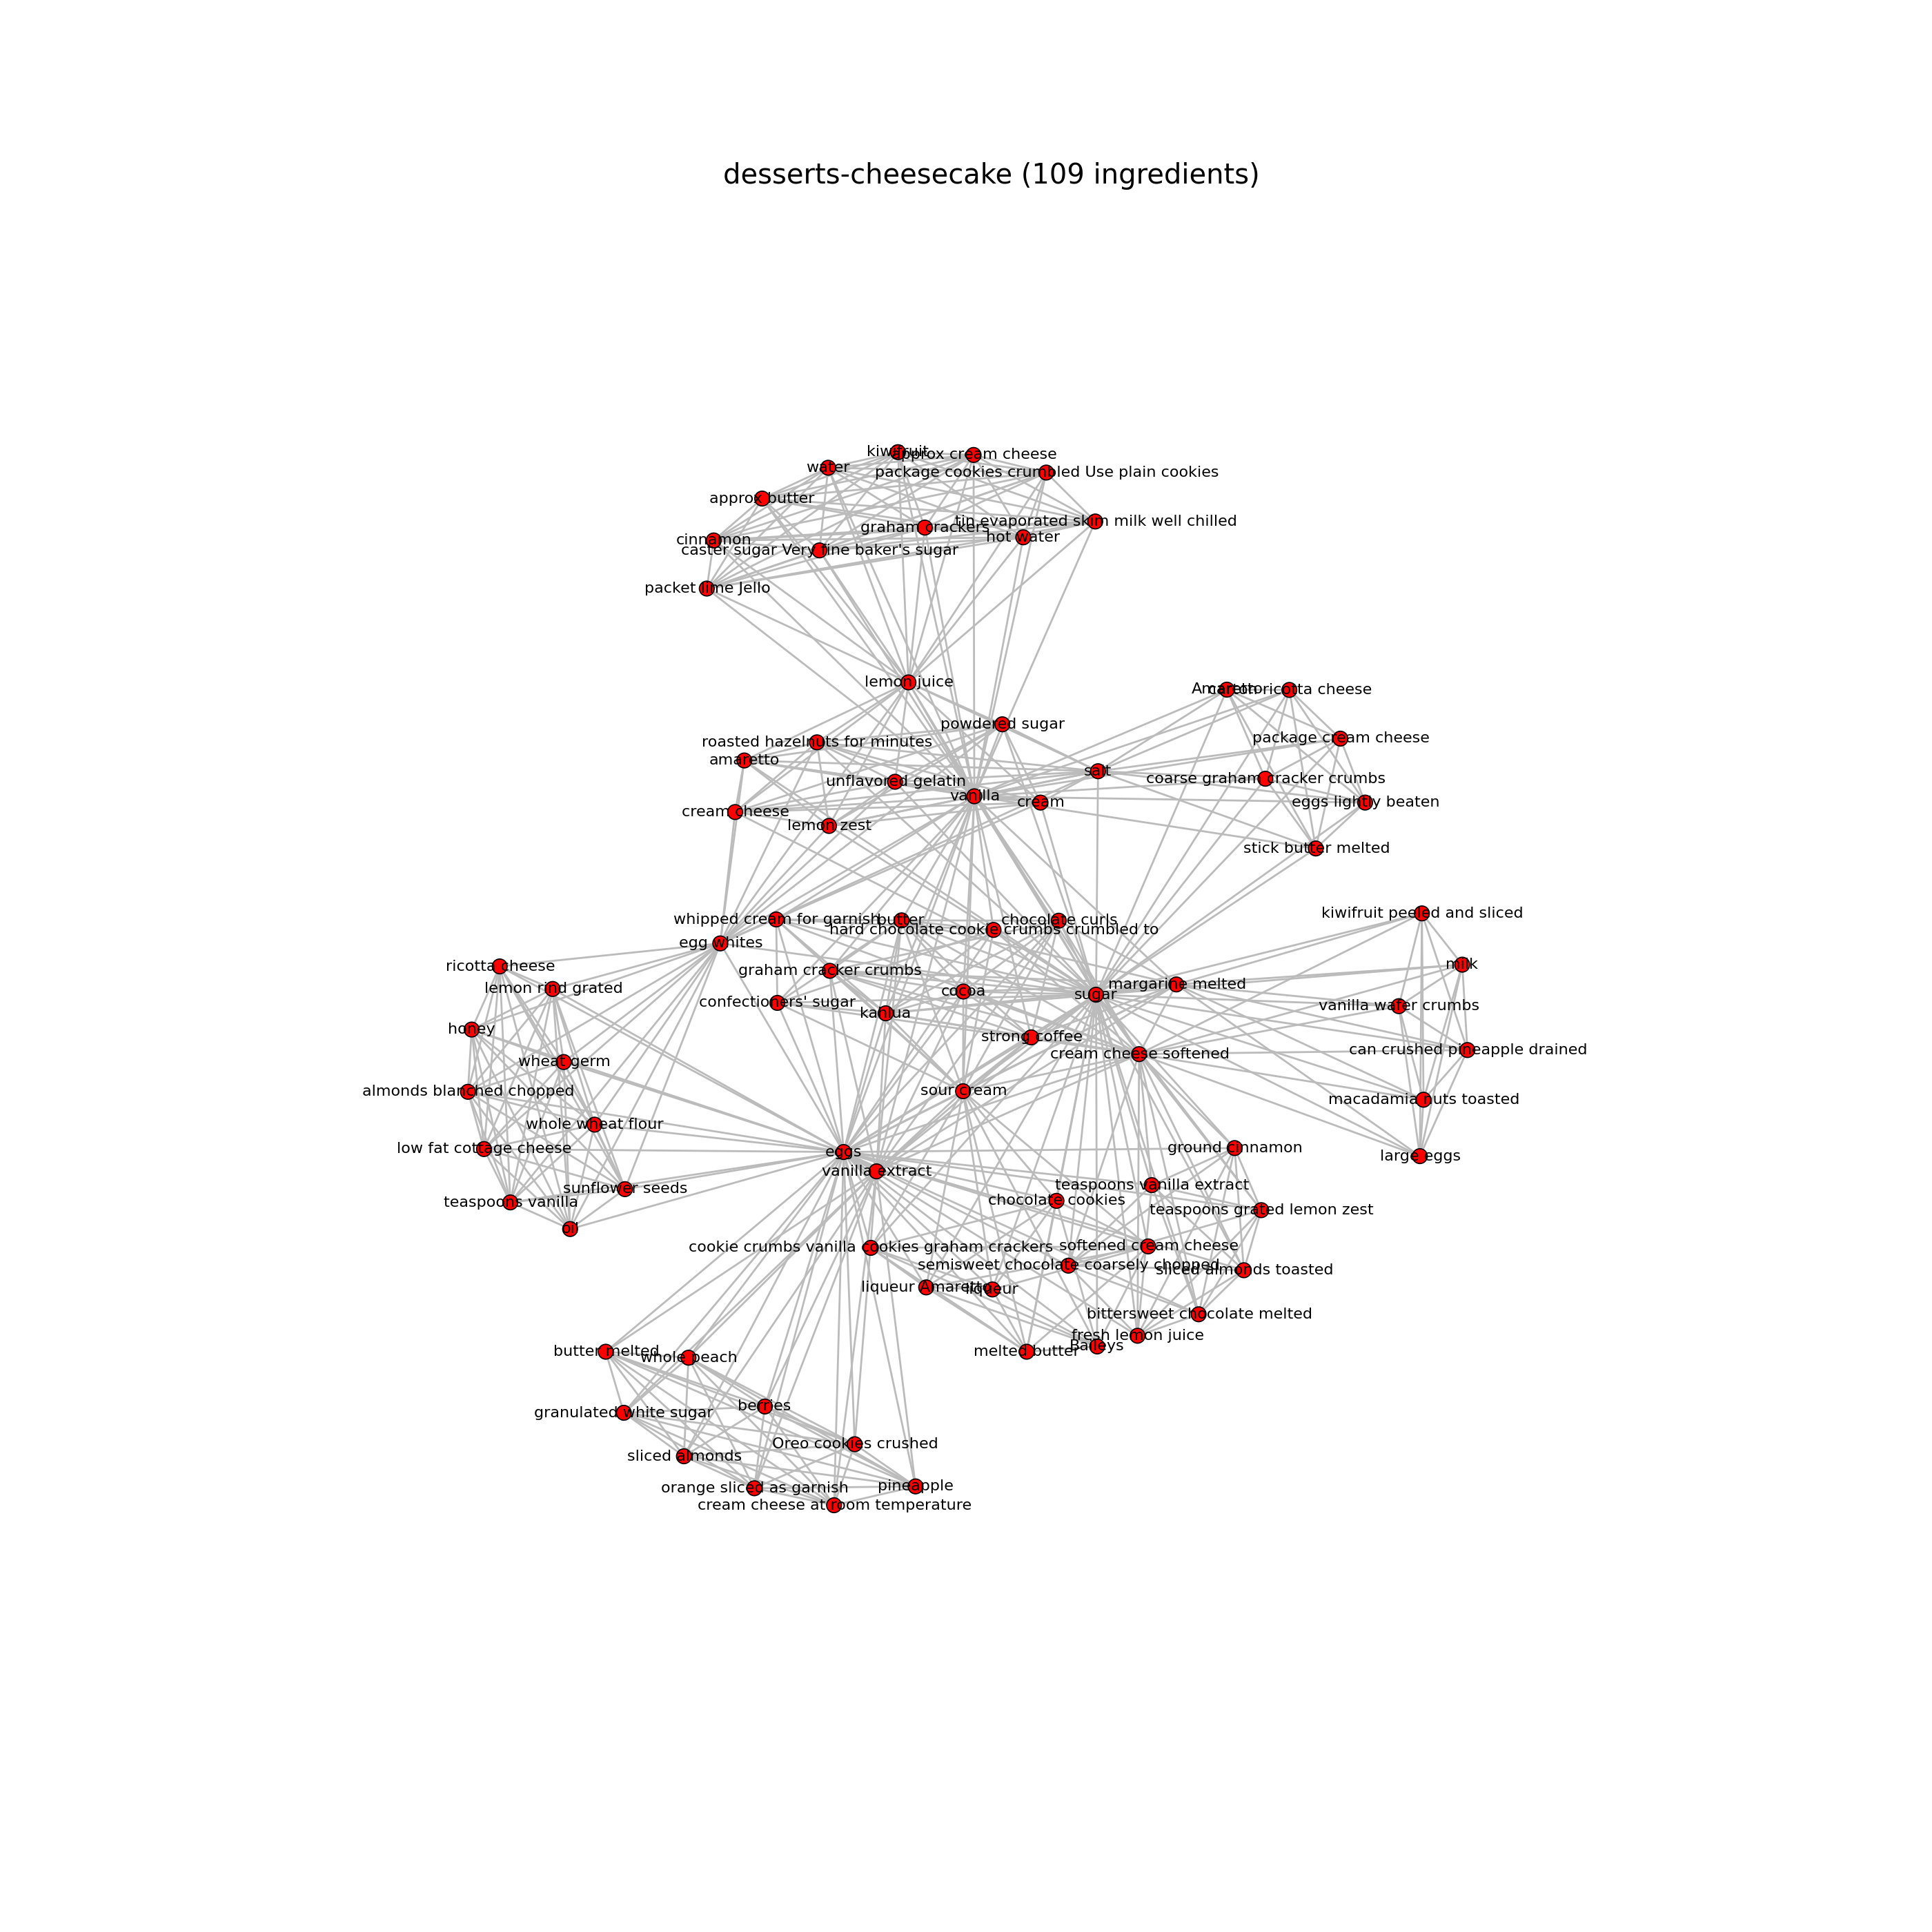 desserts-cheesecake (109 ingredients)
kiwifruit
approx cream cheese
water
package cookies crumbled Use plain cookies
approx butter
tin evaporated skim milk well chilled
graham crackers
hot water
cinnamon
caster sugar Very fine baker's sugar
packet lime Jello
lemon juice
Amaretto
carton ricotta cheese
powdered sugar
package cream cheese
roasted hazelnuts for minutes
amaretto
salt
coarse graham cracker crumbs
unflavored gelatin
vanilla
cream
eggs lightly beaten
cream cheese
lemon zest
stick butter melted
kiwifruit peeled and sliced
whipped cream for garnish
butter
chocolate curls
hard chocolate cookie crumbs crumbled to
egg whites
milk
ricotta cheese
graham cracker crumbs
margarine melted
lemon rind grated
cocoa
sugar
confectioners' sugar
vanilla wafer crumbs
kahlua
honey
strong coffee
can crushed pineapple drained
cream cheese softened
wheat germ
almonds blanched chopped
sour cream
macadamia nuts toasted
whole wheat flour
low fat cottage cheese
eggs
ground cinnamon
large eggs
vanilla extract
sunflower seeds
teaspoons vanilla extract
teaspoons vanilla
chocolate cookies
teaspoons grated lemon zest
oil
cookie crumbs vanilla cookies graham crackers
softened cream cheese
semisweet chocolate coarsely chopped
sliced almonds toasted
liqueur Amaretto
liqueur
bittersweet chocolate melted
fresh lemon juice
Baileys
melted butter
butter melted
whole peach
berries
granulated white sugar
Oreo cookies crushed
sliced almonds
orange sliced as garnish
pineapple
cream cheese at room temperature